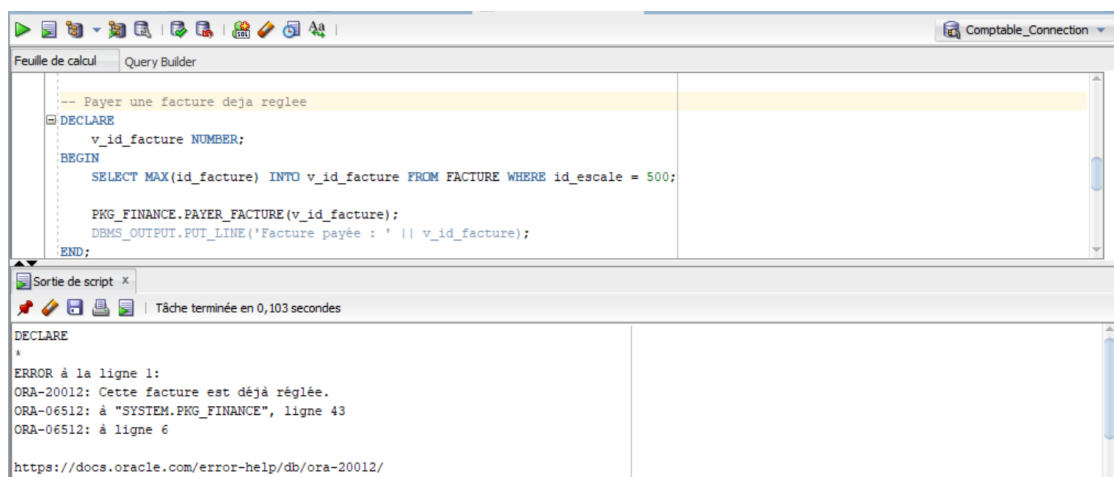 Comptable_Connection
Feuille de calcul
Query Builder
-- Payer une facture deja reglee
DECLARE
v_id_facture NUMBER;
BEGIN
SELECT MAX(id_facture) INTO v_id_facture FROM FACTURE WHERE id_escale = 500;
PKG_FINANCE.PAYER_FACTURE(v_id_facture);
DBMS_OUTPUT.PUT_LINE('Facture payée : ' || v_id_facture);
END;
Sortie de script x
Tâche terminée en 0,103 secondes
DECLARE
*
ERROR à la ligne 1:
ORA-20012: Cette facture est déjà réglée.
ORA-06512: à "SYSTEM.PKG_FINANCE", ligne 43
ORA-06512: à ligne 6
https://docs.oracle.com/error-help/db/ora-20012/